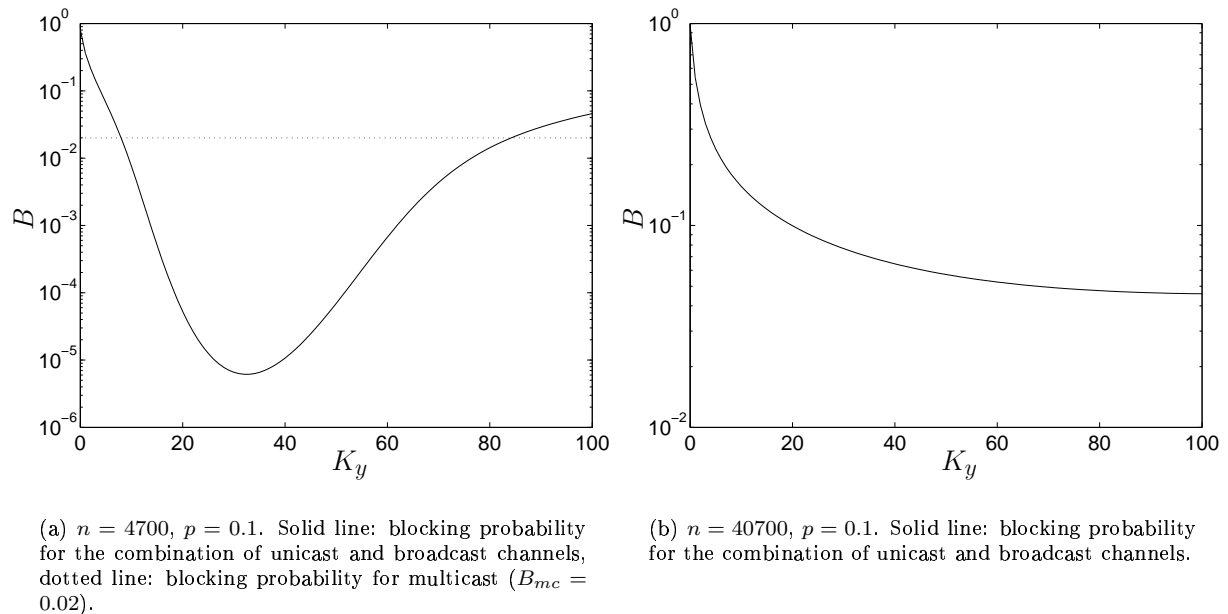 10^0
10^−1
10^−2
10^−3
10^−4
10^−5
10^−6
B
0 20 40 60 80 100
K_y
10^0
10^−1
10^−2
B
0 20 40 60 80 100
K_y
(a) n = 4700, p = 0.1. Solid line: blocking probability
for the combination of unicast and broadcast channels,
dotted line: blocking probability for multicast (B_{mc} =
0.02).
(b) n = 40700, p = 0.1. Solid line: blocking probability
for the combination of unicast and broadcast channels.